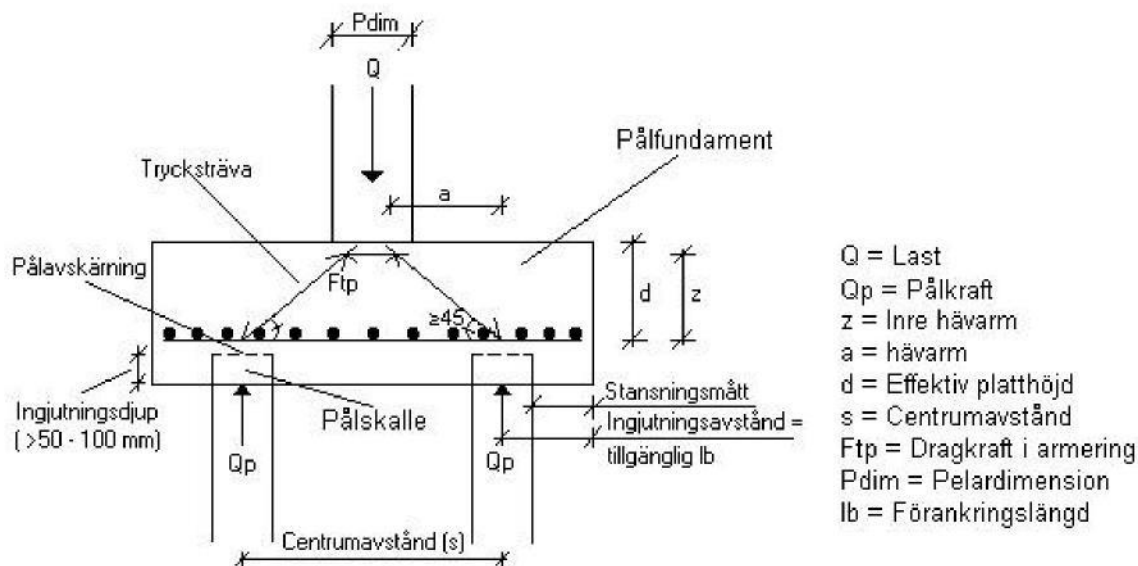 Pdim
Q
Pålfundament
Trycksträva
a
Pålavskärning
Ftp
d
z
≥45
Ingjutningsdjup
( >50 - 100 mm)
Pålskalle
Stansningsmått
Ingjutningsavstånd =
tillgänglig lb
Qp
Qp
Centrumavstånd (s)
Q = Last
Qp = Pålkraft
z = Inre hävarm
a = hävarm
d = Effektiv platthöjd
s = Centrumavstånd
Ftp = Dragkraft i armering
Pdim = Pelardimension
lb = Förankringslängd